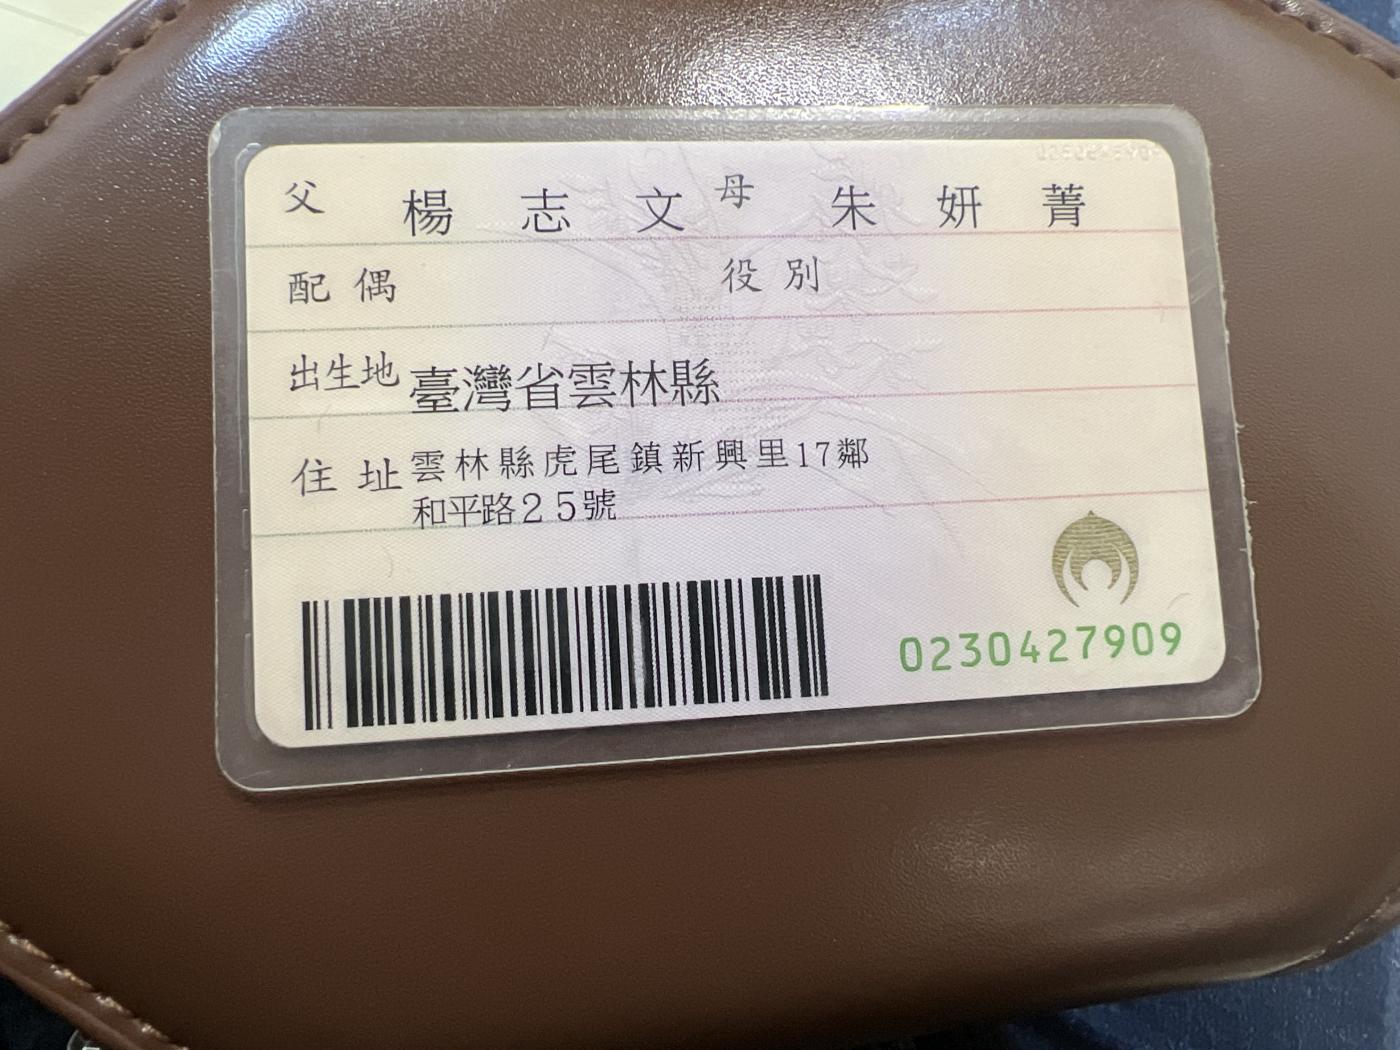 父 楊志文 母 朱妍菁
配偶 役別
出生地 臺灣省雲林縣
住址 雲林縣虎尾鎮新興里17鄰
和平路25號
0230427909